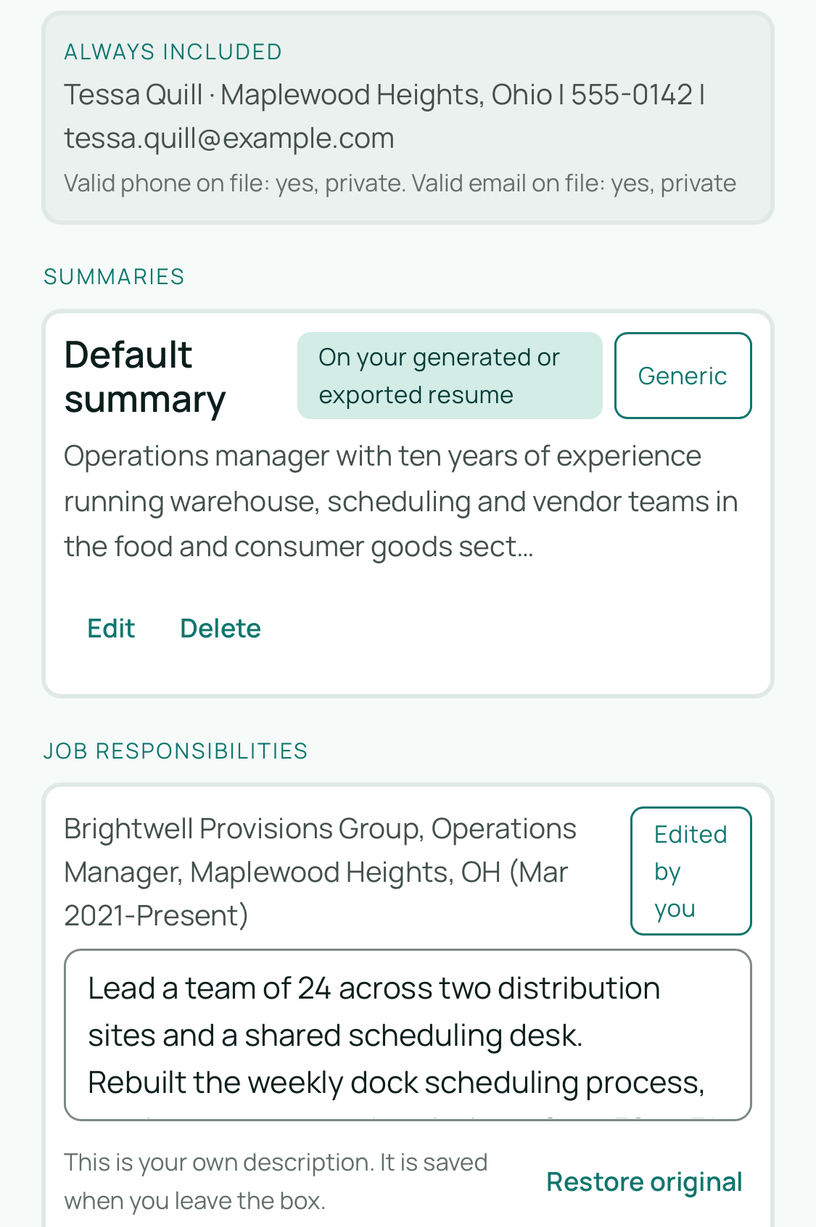 ALWAYS INCLUDED
Tessa Quill · Maplewood Heights, Ohio | 555-0142 |
tessa.quill@example.com
Valid phone on file: yes, private. Valid email on file: yes, private
SUMMARIES
Default
summary
On your generated or
exported resume
Generic
Operations manager with ten years of experience
running warehouse, scheduling and vendor teams in
the food and consumer goods sect…
Edit
Delete
JOB RESPONSIBILITIES
Brightwell Provisions Group, Operations
Manager, Maplewood Heights, OH (Mar
2021-Present)
Edited
by
you
Lead a team of 24 across two distribution
sites and a shared scheduling desk.
Rebuilt the weekly dock scheduling process,
This is your own description. It is saved
when you leave the box.
Restore original